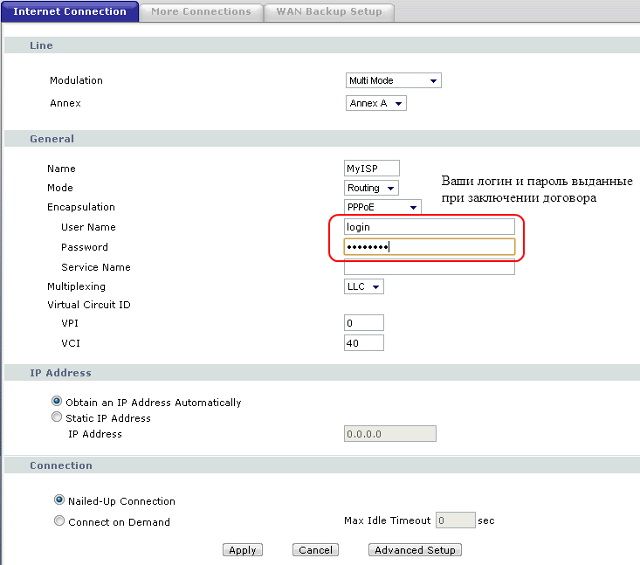 Internet Connection More Connections WAN Backup Setup
Line
Modulation Multi Mode
Annex Annex A
General
Name MyISP
Mode Routing
Encapsulation PPPoE
Ваши логин и пароль выданные
при заключении договора
User Name login
Password ••••••••
Service Name
Multiplexing LLC
Virtual Circuit ID
VPI 0
VCI 40
IP Address
Obtain an IP Address Automatically
Static IP Address
IP Address 0.0.0.0
Connection
Nailed-Up Connection
Connect on Demand Max Idle Timeout 0 sec
Apply Cancel Advanced Setup